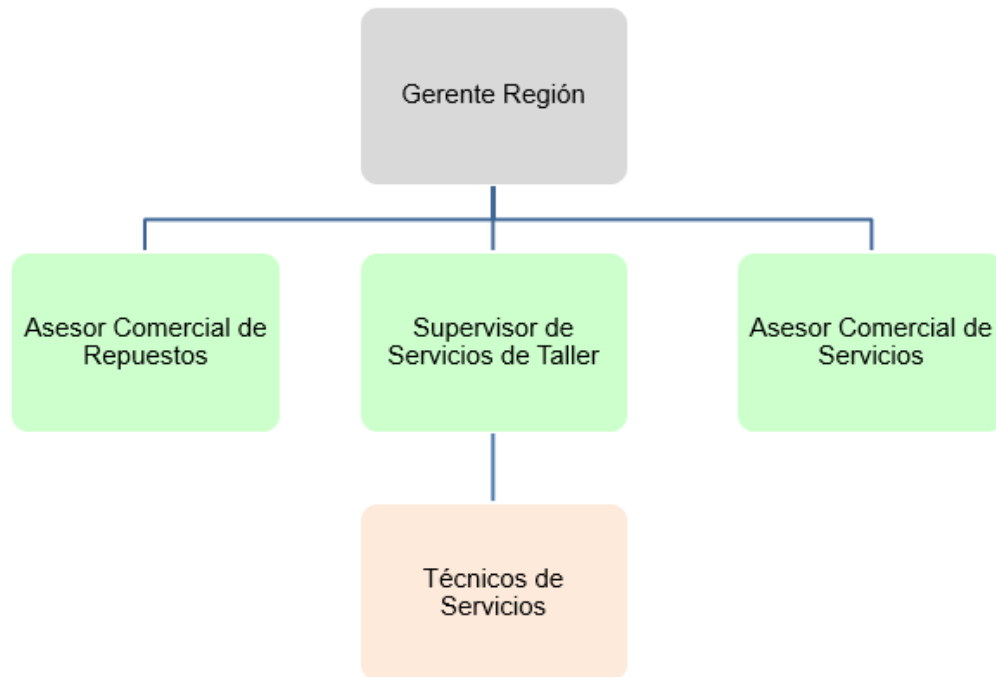 Gerente Región
Asesor Comercial de
Repuestos
Supervisor de
Servicios de Taller
Asesor Comercial de
Servicios
Técnicos de
Servicios